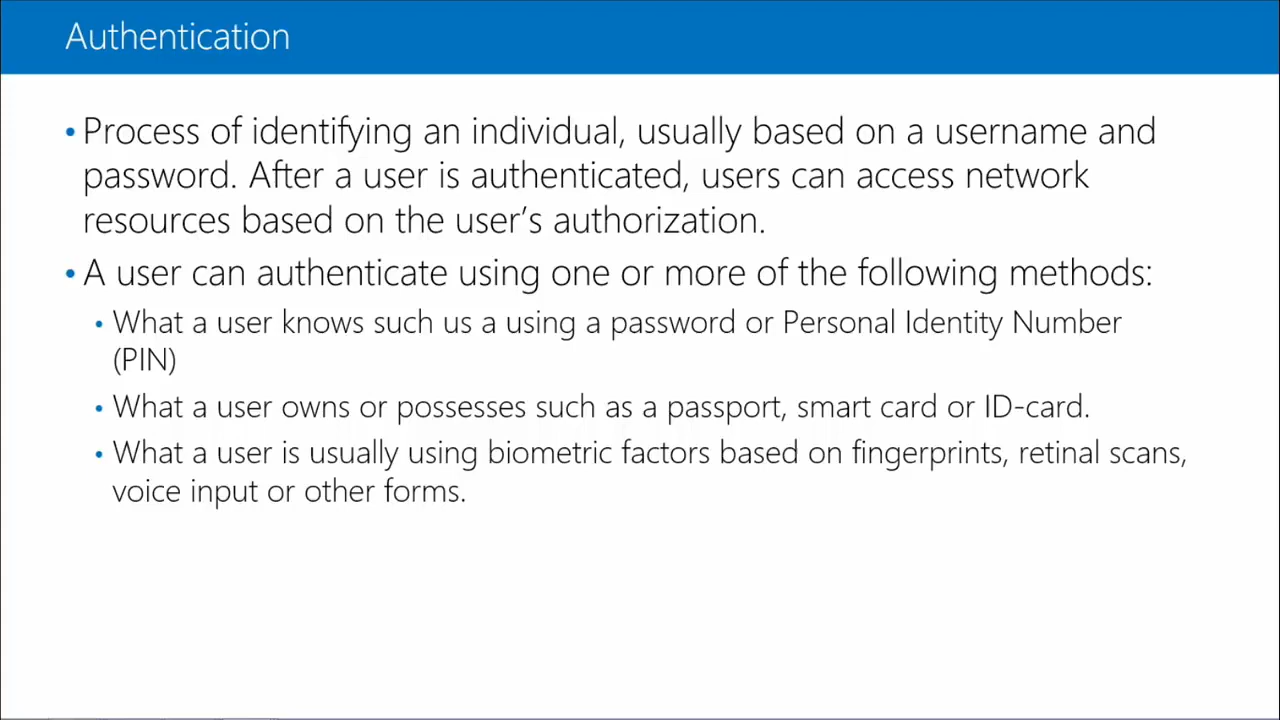 Authentication
• Process of identifying an individual, usually based on a username and
password. After a user is authenticated, users can access network
resources based on the user's authorization.
• A user can authenticate using one or more of the following methods:
• What a user knows such us a using a password or Personal Identity Number
(PIN)
• What a user owns or possesses such as a passport, smart card or ID-card.
• What a user is usually using biometric factors based on fingerprints, retinal scans,
voice input or other forms.